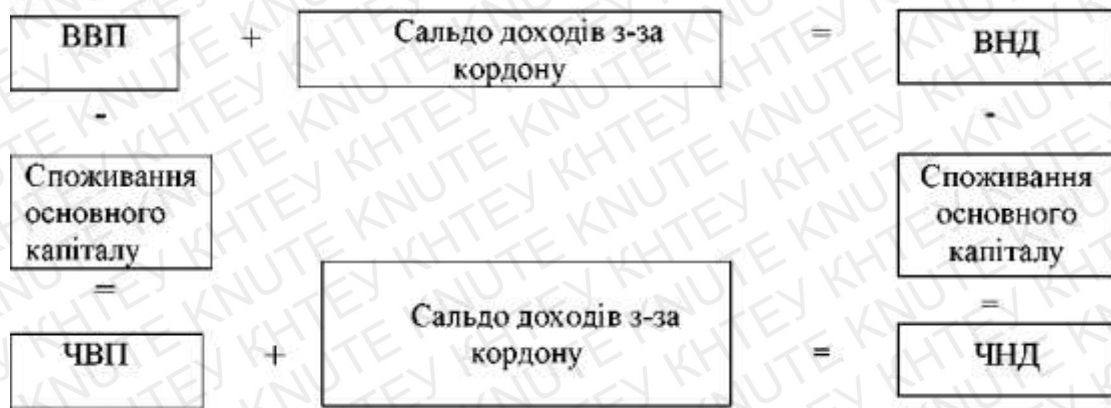 ВВП + Сальдо доходів з-за = ВНД
кордону
- -
Споживання Споживання
основного основного
капіталу капіталу
= =
ЧВП + Сальдо доходів з-за = ЧНД
кордону